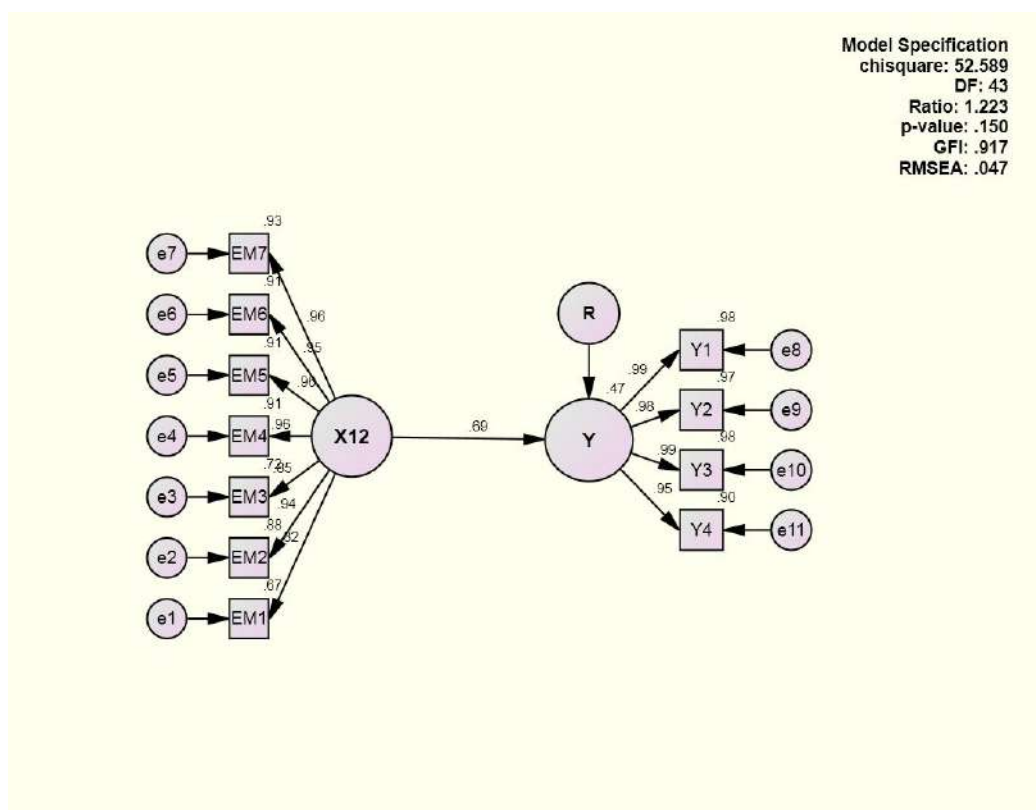 Model Specification
chisquare: 52.589
DF: 43
Ratio: 1.223
p-value: .150
GFI: .917
RMSEA: .047
.93
e7 EM7
.91
e6 EM6
.96
.95
.91
e5 EM5
.96
.91
e4 EM4
.96
X12
.72
.85
e3 EM3
.94
.88
.82
e2 EM2
.67
e1 EM1
.69
R
.47
Y
.98
.99
Y1 e8
.97
.98
Y2 e9
.98
.99
Y3 e10
.95
.90
Y4 e11